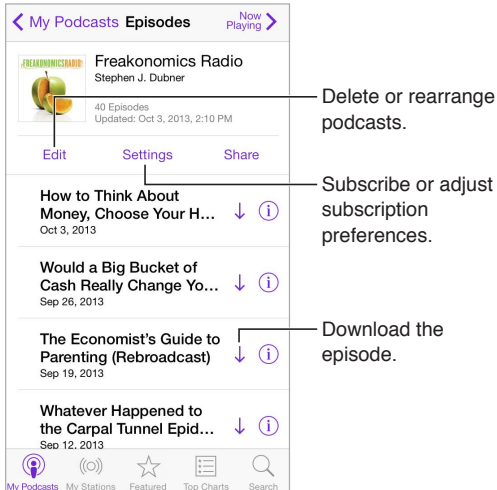 My Podcasts Episodes Now Playing
FREAKONOMICSRADIO
Freakonomics Radio
Stephen J. Dubner
40 Episodes
Updated: Oct 3, 2013, 2:10 PM
Edit Settings Share
How to Think About
Money, Choose Your H…
Oct 3, 2013
Would a Big Bucket of
Cash Really Change Yo…
Sep 26, 2013
The Economist's Guide to
Parenting (Rebroadcast)
Sep 19, 2013
Whatever Happened to
the Carpal Tunnel Epid…
Sep 12, 2013
My Podcasts My Stations Featured Top Charts Search
Delete or rearrange
podcasts.
Subscribe or adjust
subscription
preferences.
Download the
episode.